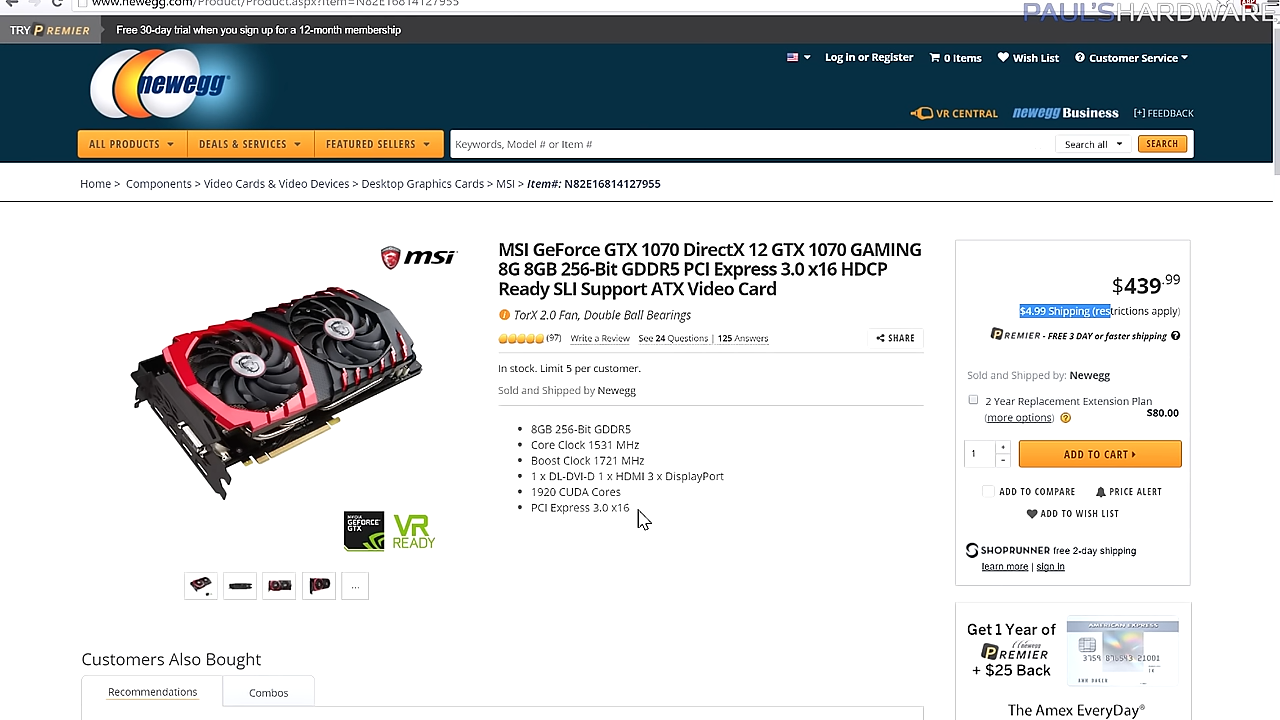 www.newegg.com/Product/Product.aspx?Item=N82E16814127955
PAUL'S HARDWARE
TRY PREMIER
Free 30-day trial when you sign up for a 12-month membership
newegg
Log in or Register
0 Items
Wish List
Customer Service
VR CENTRAL
newegg Business
[+] FEEDBACK
ALL PRODUCTS
DEALS & SERVICES
FEATURED SELLERS
Keywords, Model # or Item #
Search all
SEARCH
Home > Components > Video Cards & Video Devices > Desktop Graphics Cards > MSI > Item#: N82E16814127955
msi
MSI GeForce GTX 1070 DirectX 12 GTX 1070 GAMING
8G 8GB 256-Bit GDDR5 PCI Express 3.0 x16 HDCP
Ready SLI Support ATX Video Card
TorX 2.0 Fan, Double Ball Bearings
(97) Write a Review See 24 Questions | 125 Answers
SHARE
In stock. Limit 5 per customer.
Sold and Shipped by Newegg
8GB 256-Bit GDDR5
Core Clock 1531 MHz
Boost Clock 1721 MHz
1 x DL-DVI-D 1 x HDMI 3 x DisplayPort
1920 CUDA Cores
PCI Express 3.0 x16
NVIDIA
GEFORCE
GTX
VR
READY
...
$439.99
$4.99 Shipping (restrictions apply)
PREMIER - FREE 3 DAY or faster shipping
Sold and Shipped by: Newegg
2 Year Replacement Extension Plan
(more options)
$80.00
1
+
-
ADD TO CART
ADD TO COMPARE
PRICE ALERT
ADD TO WISH LIST
SHOPRUNNER free 2-day shipping
learn more | sign in
Get 1 Year of
newegg
PREMIER
+ $25 Back
AMERICAN EXPRESS
3759 876543 21001
ANN BAKER
The Amex EveryDay®
Customers Also Bought
Recommendations
Combos